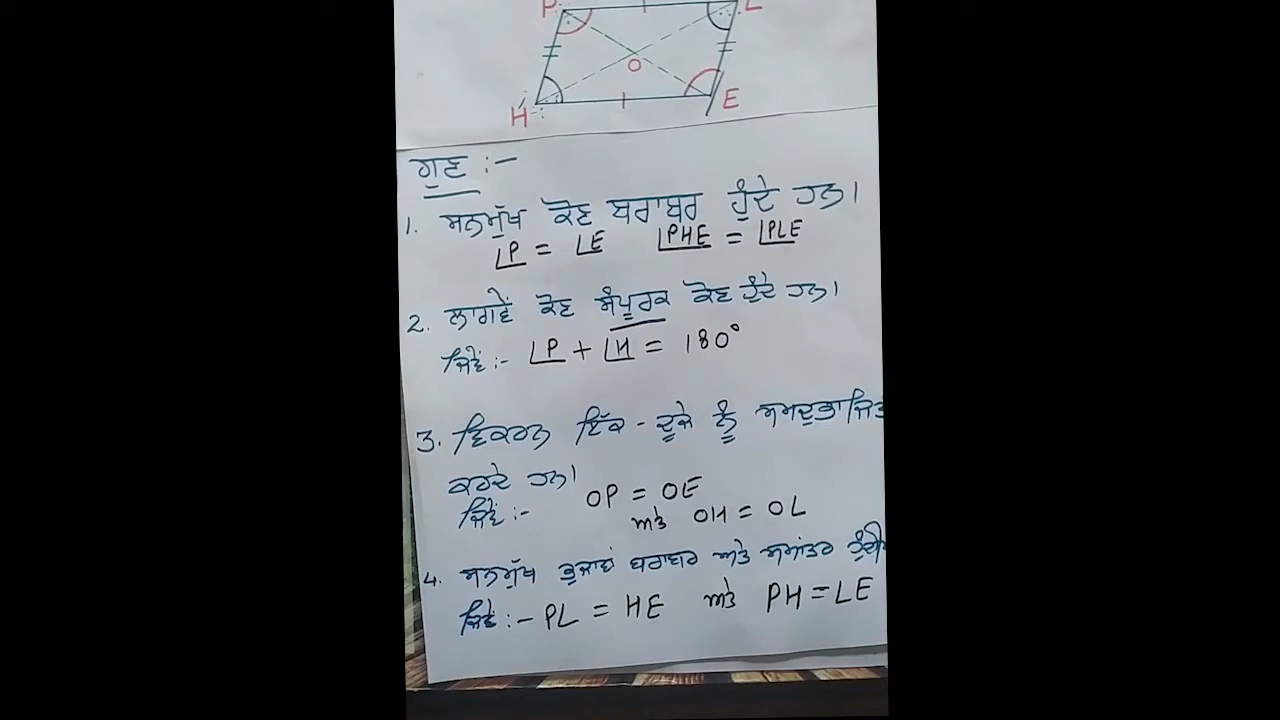 P L
O
H E
ਗੁਣ :-
1. ਸਨਮੁੱਖ ਕੋਣ ਬਰਾਬਰ ਹੁੰਦੇ ਹਨ।
∠P = ∠E ∠PHE = ∠PLE
2. ਲਾਗਵੇਂ ਕੋਣ ਸੰਪੂਰਕ ਕੋਣ ਹੁੰਦੇ ਹਨ।
ਜਿਵੇਂ :- ∠P + ∠H = 180°
3. ਵਿਕਰਨ ਇੱਕ - ਦੂਜੇ ਨੂੰ ਸਮਦੁਭਾਜਿਤ
ਕਰਦੇ ਹਨ।
ਜਿਵੇਂ :- OP = OE
ਅਤੇ OH = OL
4. ਸਨਮੁੱਖ ਭੁਜਾਵਾਂ ਬਰਾਬਰ ਅਤੇ ਸਮਾਂਤਰ
ਜਿਵੇਂ :- PL = HE ਅਤੇ PH = LE